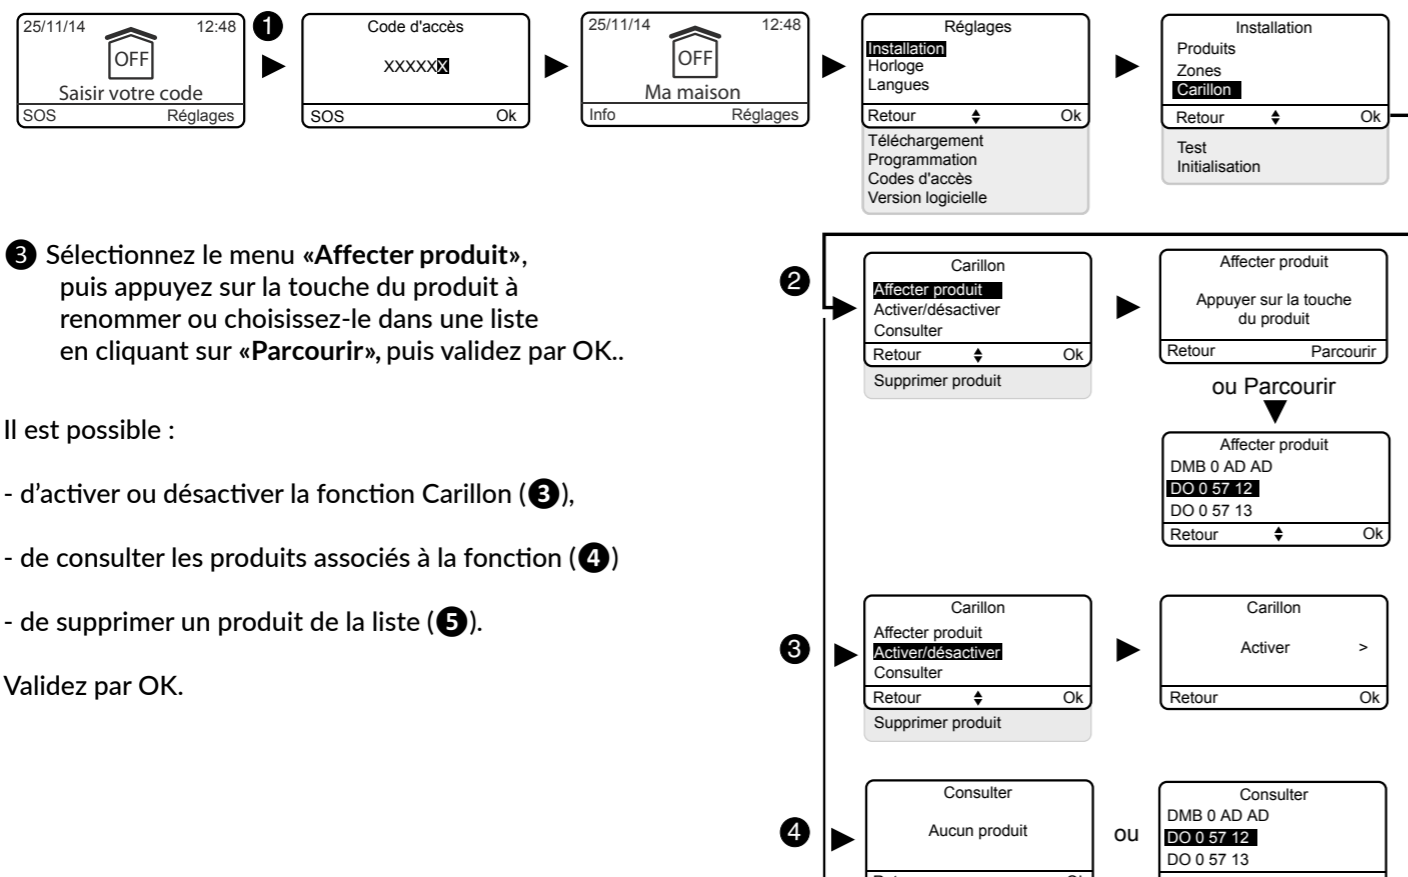 25/11/14 12:48
OFF
Saisir votre code
SOS Réglages
1
Code d'accès
XXXXXX
SOS Ok
25/11/14 12:48
OFF
Ma maison
Info Réglages
Réglages
Installation
Horloge
Langues
Retour Ok
Téléchargement
Programmation
Codes d'accès
Version logicielle
Installation
Produits
Zones
Carillon
Retour Ok
Test
Initialisation
3 Sélectionnez le menu «Affecter produit»,
puis appuyez sur la touche du produit à
renommer ou choisissez-le dans une liste
en cliquant sur «Parcourir», puis validez par OK..
Il est possible :
- d’activer ou désactiver la fonction Carillon (3),
- de consulter les produits associés à la fonction (4)
- de supprimer un produit de la liste (5).
Validez par OK.
2
Carillon
Affecter produit
Activer/désactiver
Consulter
Retour Ok
Supprimer produit
Affecter produit
Appuyer sur la touche
du produit
Retour Parcourir
ou Parcourir
Affecter produit
DMB 0 AD AD
DO 0 57 12
DO 0 57 13
Retour Ok
3
Carillon
Affecter produit
Activer/désactiver
Consulter
Retour Ok
Supprimer produit
Carillon
Activer >
Retour Ok
4
Consulter
Aucun produit
ou
Consulter
DMB 0 AD AD
DO 0 57 12
DO 0 57 13